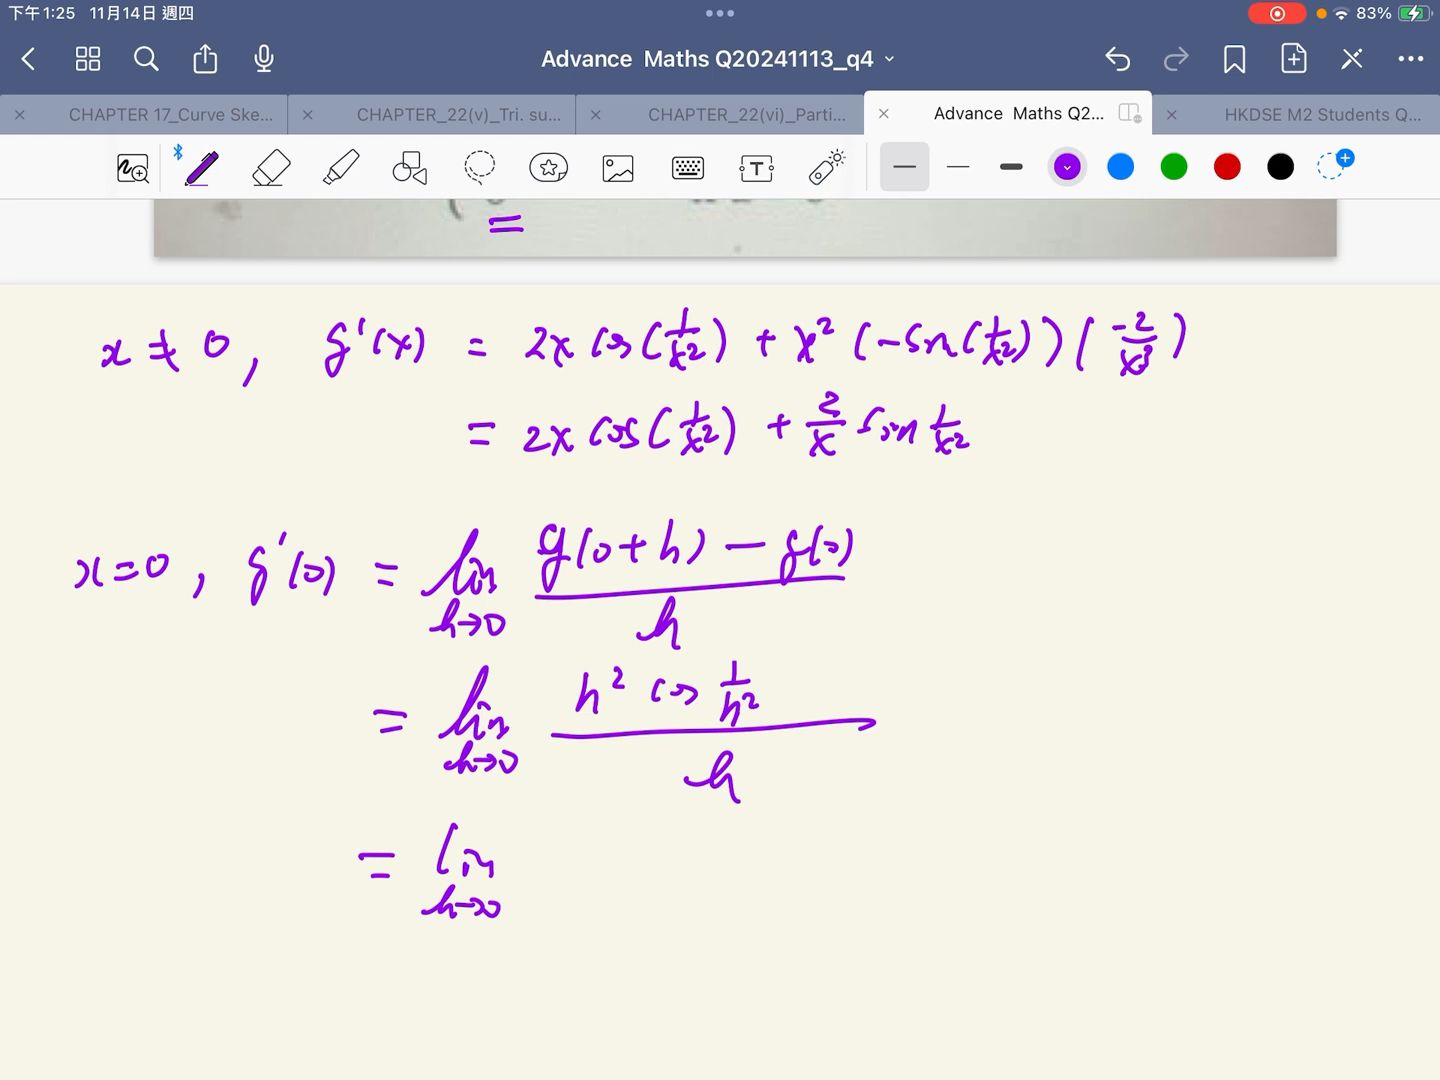 下午1:25 11月14日 週四 83%
Advance Maths Q20241113_q4
CHAPTER 17_Curve Ske... CHAPTER_22(v)_Tri. su... CHAPTER_22(vi)_Parti... Advance Maths Q2... HKDSE M2 Students Q...
=
x ≠ 0, g'(x) = 2x cos(1/x²) + x² (-sin(1/x²)) (-2/x³)
= 2x cos(1/x²) + 2/x sin 1/x²
x=0, g'(0) = lim h→0 (g(0+h) - g(0))/h
= lim h→0 (h² cos 1/h²)/h
= lim h→0